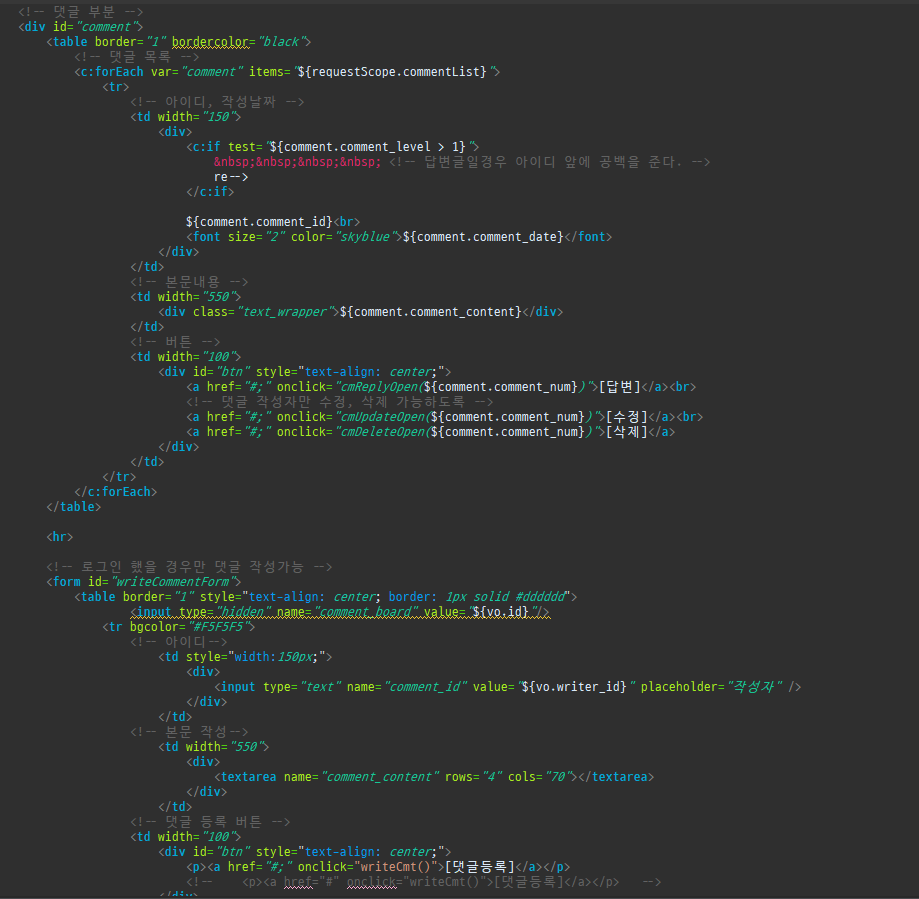 <!-- 댓글 부분 -->
<div id="comment">
<table border="1" bordercolor="black">
<!-- 댓글 목록 -->
<c:forEach var="comment" items="${requestScope.commentList}">
<tr>
<!-- 아이디, 작성날짜 -->
<td width="150">
<div>
<c:if test="${comment.comment_level > 1}">
&nbsp;&nbsp;&nbsp;&nbsp; <!-- 답변글일경우 아이디 앞에 공백을 준다. -->
re-->
</c:if>
${comment.comment_id}<br>
<font size="2" color="skyblue">${comment.comment_date}</font>
</div>
</td>
<!-- 본문내용 -->
<td width="550">
<div class="text_wrapper">${comment.comment_content}</div>
</td>
<!-- 버튼 -->
<td width="100">
<div id="btn" style="text-align: center;">
<a href="#;" onclick="cmReplyOpen(${comment.comment_num})">[답변]</a><br>
<!-- 댓글 작성자만 수정, 삭제 가능하도록 -->
<a href="#;" onclick="cmUpdateOpen(${comment.comment_num})">[수정]</a><br>
<a href="#;" onclick="cmDeleteOpen(${comment.comment_num})">[삭제]</a>
</div>
</td>
</tr>
</c:forEach>
</table>
<hr>
<!-- 로그인 했을 경우만 댓글 작성가능 -->
<form id="writeCommentForm">
<table border="1" style="text-align: center; border: 1px solid #dddddd">
<input type="hidden" name="comment_board" value="${vo.id}"/>
<tr bgcolor="#F5F5F5">
<!-- 아이디-->
<td style="width:150px;">
<div>
<input type="text" name="comment_id" value="${vo.writer_id}" placeholder="작성자" />
</div>
</td>
<!-- 본문 작성-->
<td width="550">
<div>
<textarea name="comment_content" rows="4" cols="70"></textarea>
</div>
</td>
<!-- 댓글 등록 버튼 -->
<td width="100">
<div id="btn" style="text-align: center;">
<p><a href="#;" onclick="writeCmt()">[댓글등록]</a></p>
<!-- <p><a href="#" onclick="writeCmt()">[댓글등록]</a></p> -->
</div>